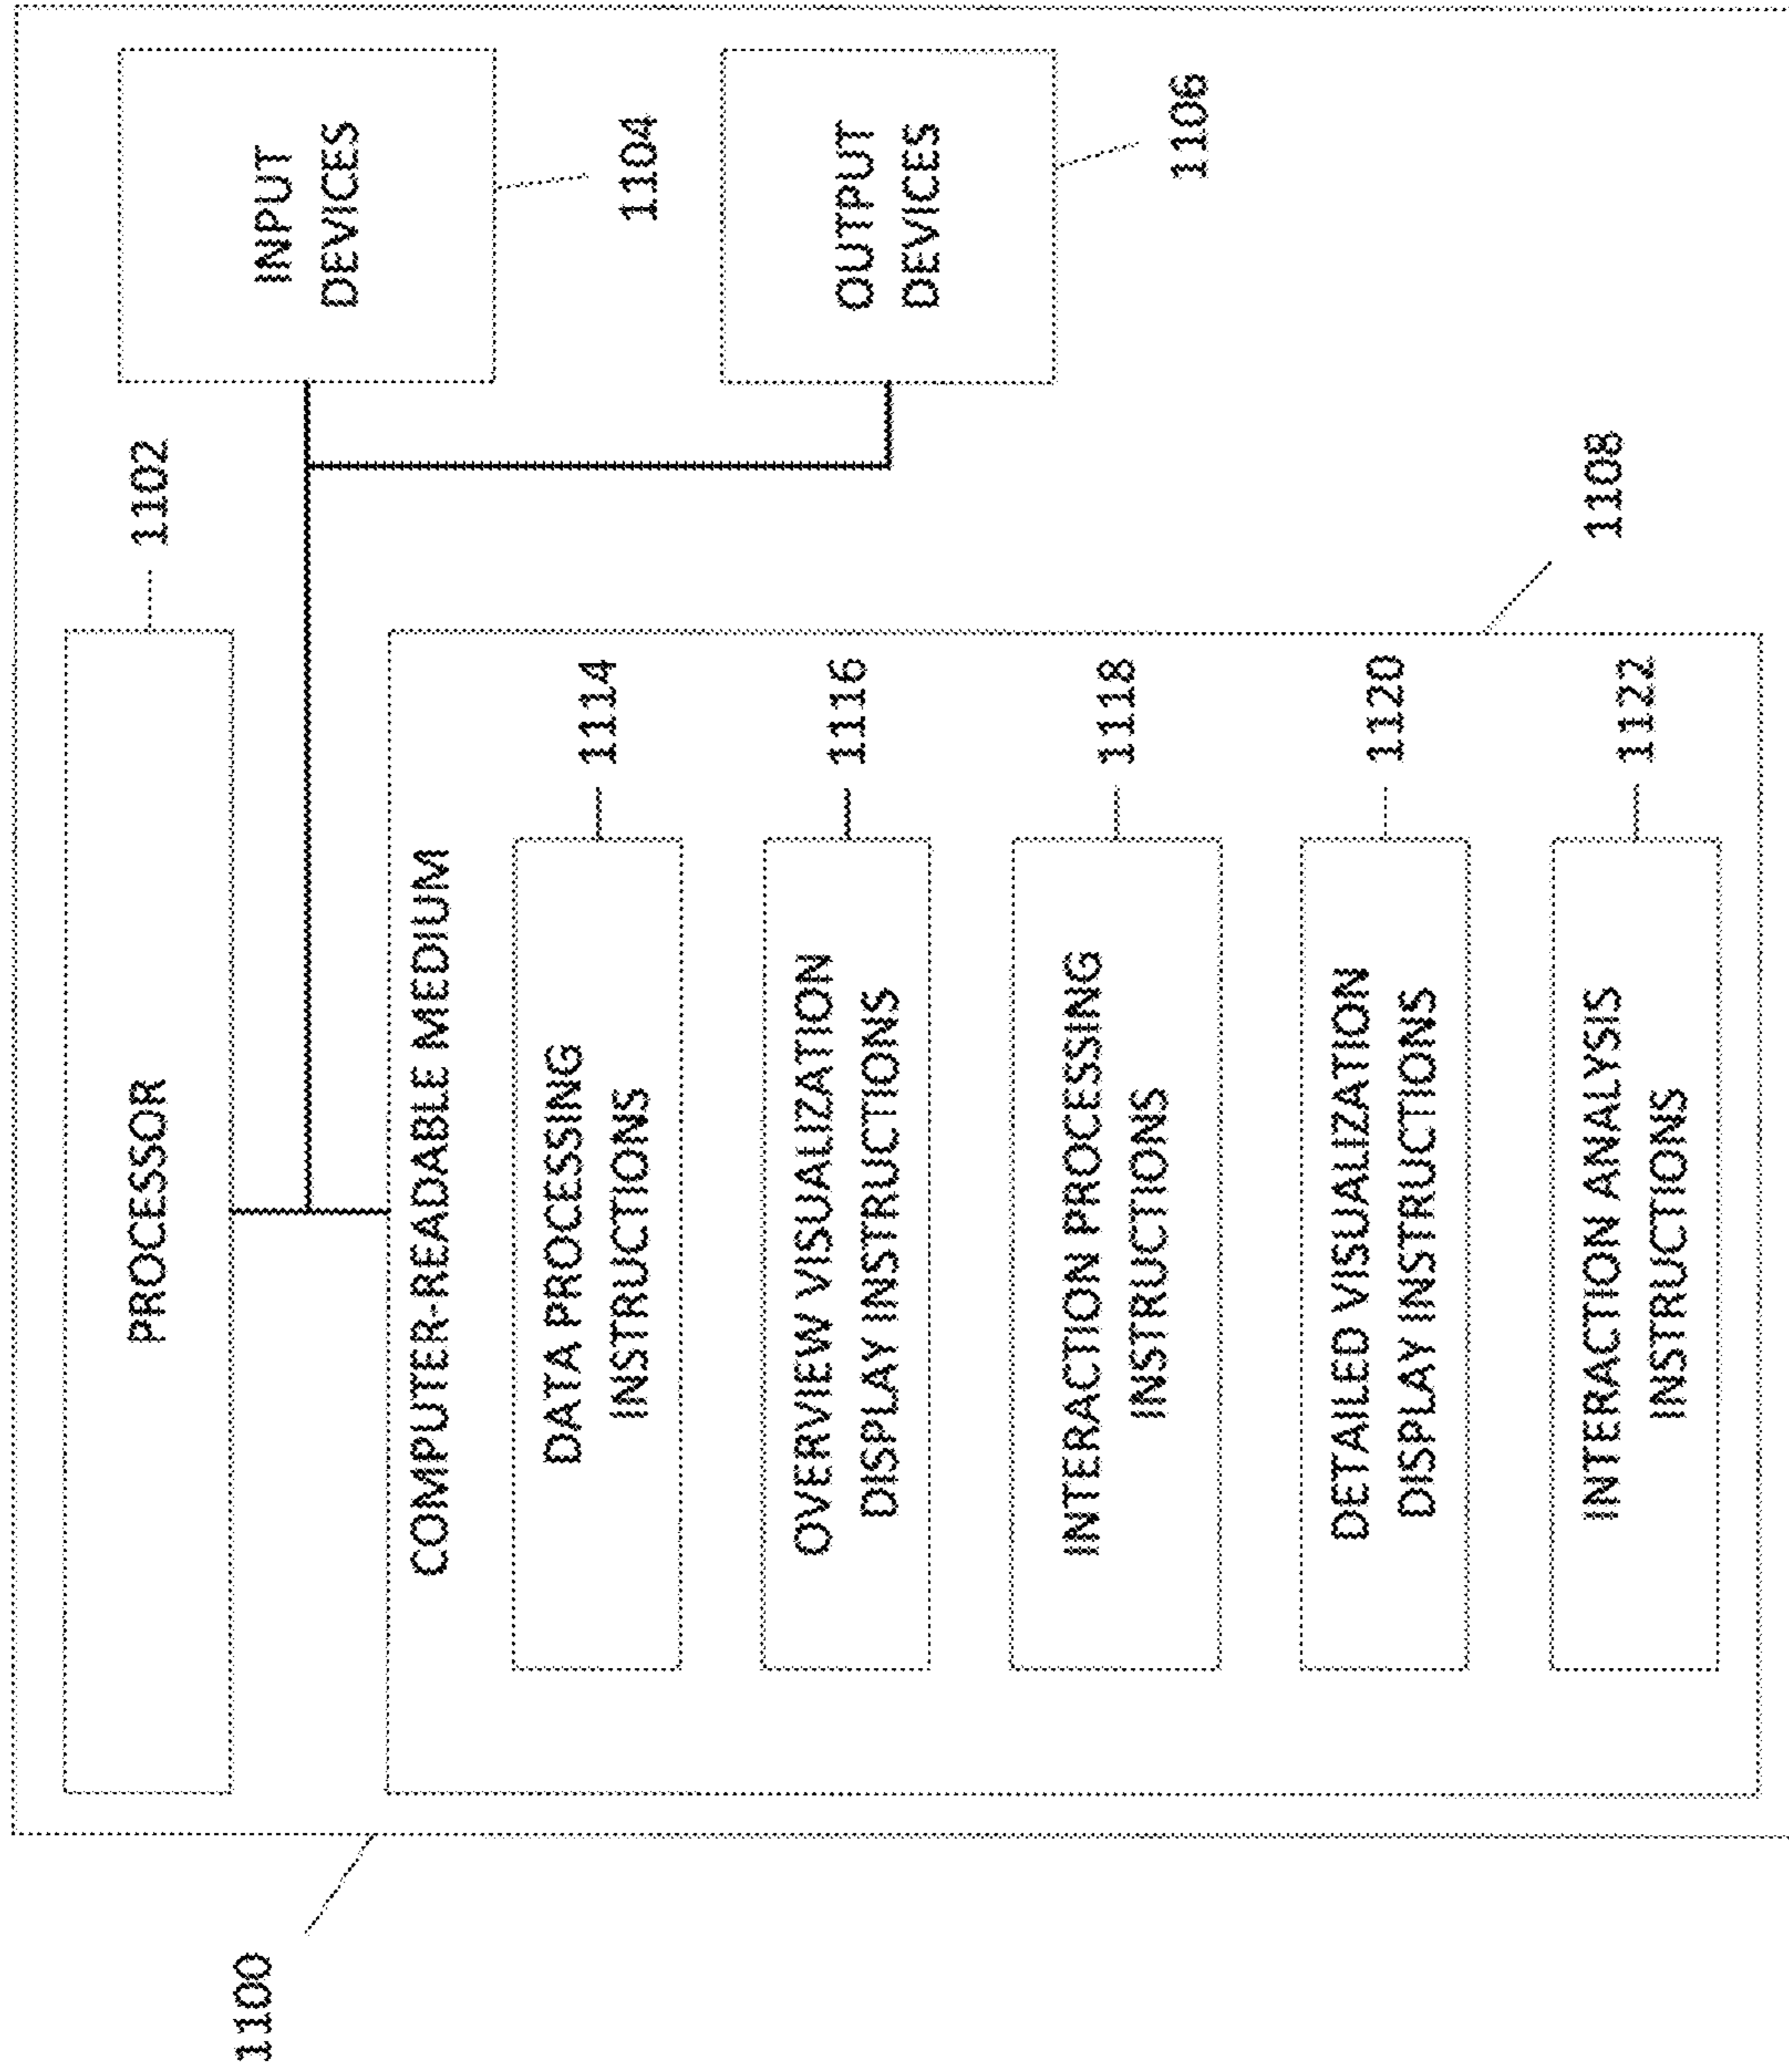 1100
PROCESSOR
1102
INPUT
DEVICES
1104
OUTPUT
DEVICES
1106
COMPUTER-READABLE MEDIUM
1108
DATA PROCESSING
INSTRUCTIONS
1114
OVERVIEW VISUALIZATION
DISPLAY INSTRUCTIONS
1116
INTERACTION PROCESSING
INSTRUCTIONS
1118
DETAILED VISUALIZATION
DISPLAY INSTRUCTIONS
1120
INTERACTION ANALYSIS
INSTRUCTIONS
1122